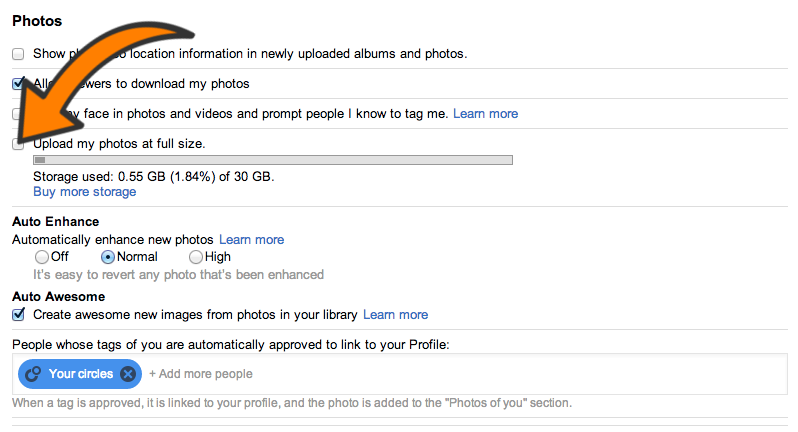 Photos
Show location information in newly uploaded albums and photos.
to download my photos
face in photos and videos and prompt people I know to tag me. Learn more
Upload my photos at full size.
Storage used: 0.55 GB (1.84%) of 30 GB.
Buy more storage
Auto Enhance
Automatically enhance new photos Learn more
Off Normal High
It's easy to revert any photo that's been enhanced
Auto Awesome
Create awesome new images from photos in your library Learn more
People whose tags of you are automatically approved to link to your Profile:
Your circles + Add more people
When a tag is approved, it is linked to your profile, and the photo is added to the "Photos of you" section.